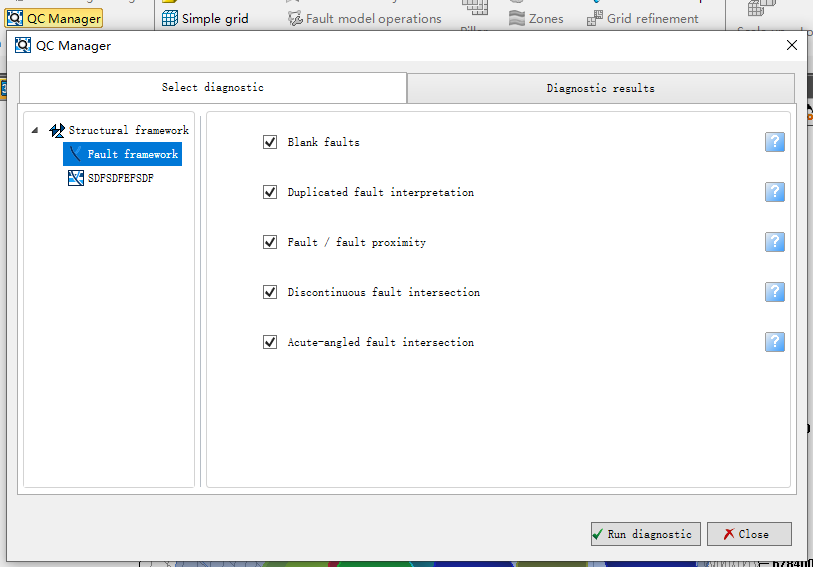 QC Manager
Simple grid
Fault model operations
Zones
Grid refinement
QC Manager
Select diagnostic
Diagnostic results
Structural framework
Fault framework
SDFSDFEFSDF
Blank faults
?
Duplicated fault interpretation
?
Fault / fault proximity
?
Discontinuous fault intersection
?
Acute-angled fault intersection
?
Run diagnostic
Close